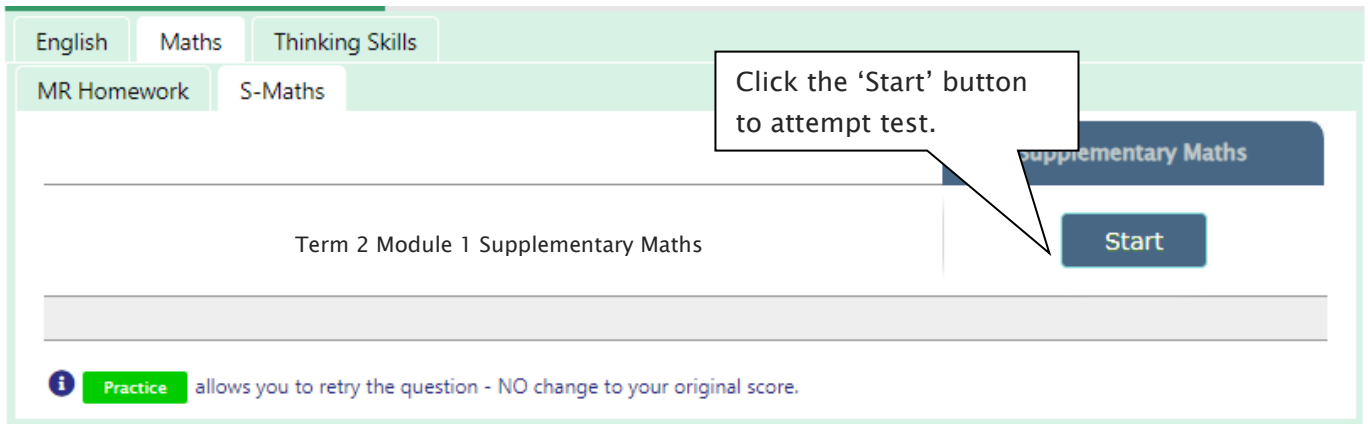 English Maths Thinking Skills
MR Homework S-Maths
Click the ‘Start’ button
to attempt test.
Supplementary Maths
Term 2 Module 1 Supplementary Maths
Start
Practice allows you to retry the question - NO change to your original score.